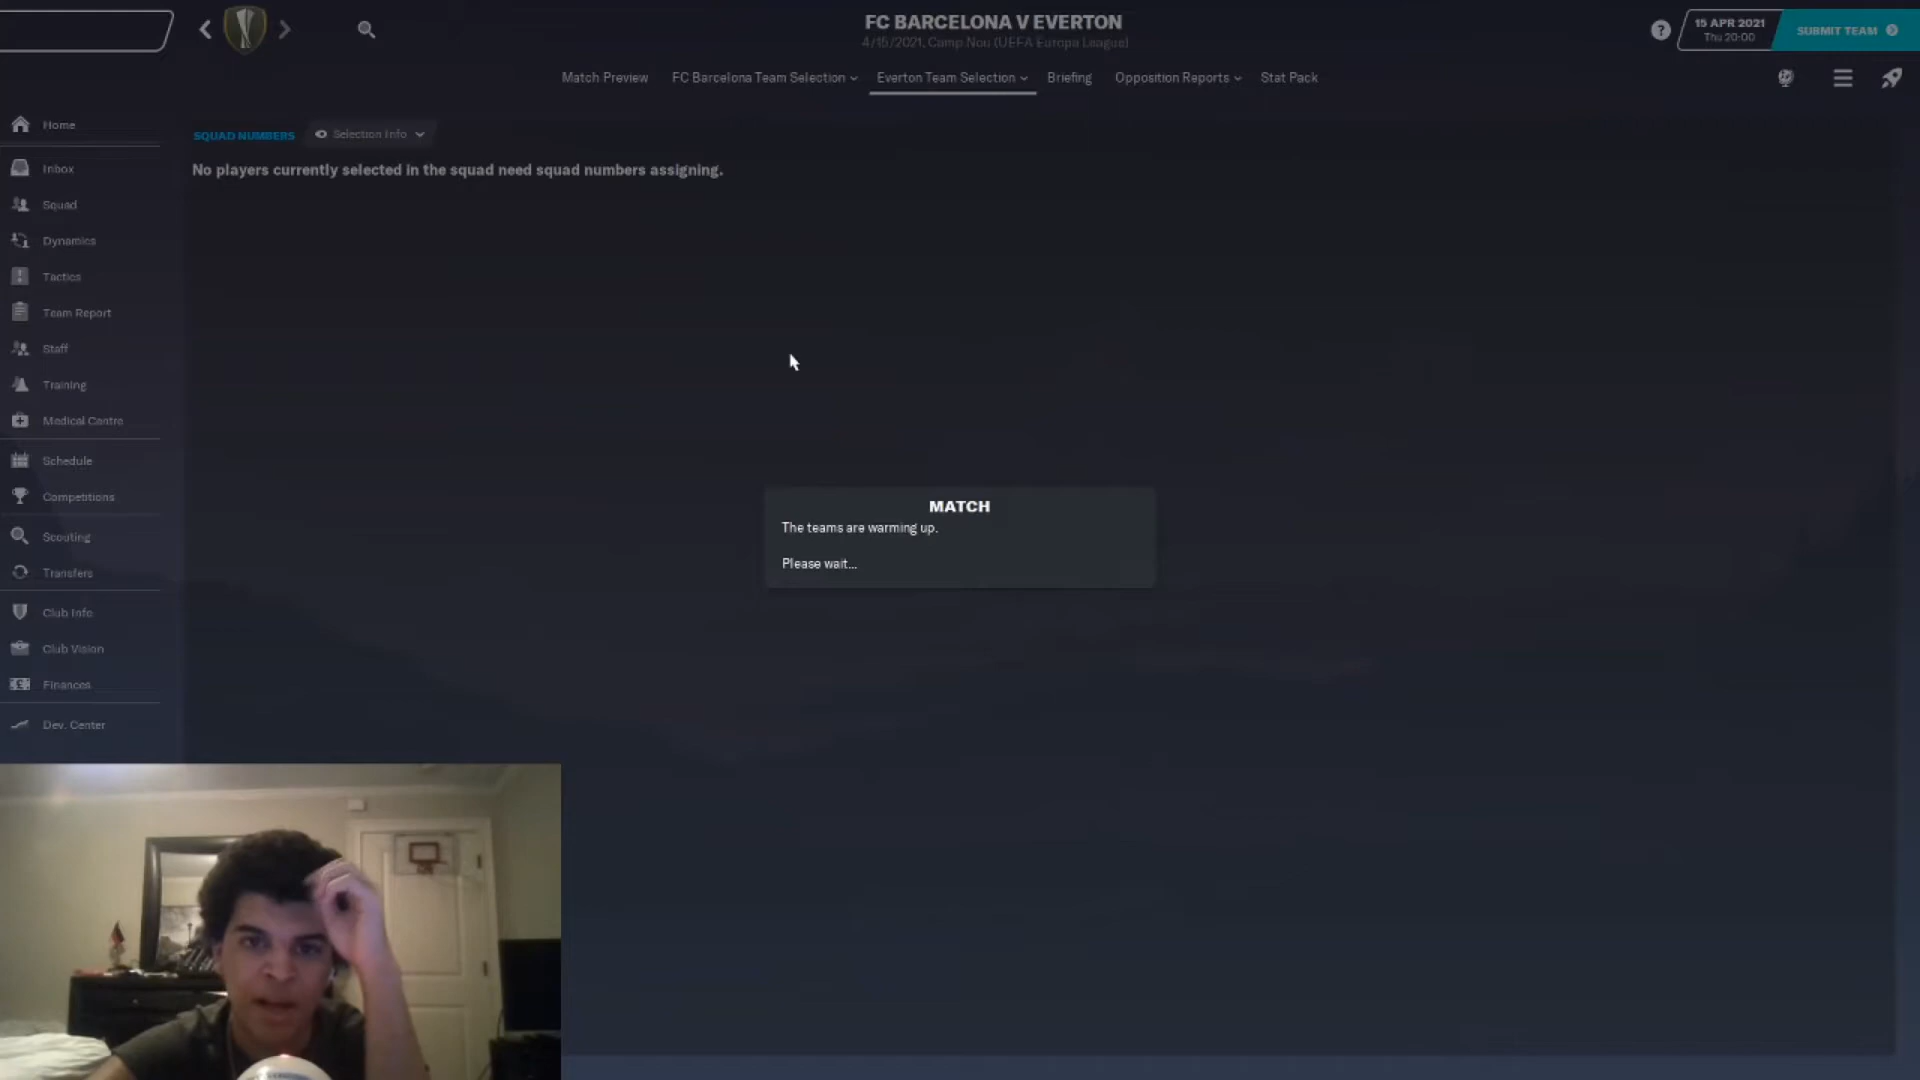 FC BARCELONA V EVERTON
4/15/2021, Camp Nou (UEFA Europa League)
15 APR 2021
Thu 20:00
SUBMIT TEAM
Match Preview
FC Barcelona Team Selection
Everton Team Selection
Briefing
Opposition Reports
Stat Pack
Home
Inbox
Squad
Dynamics
Tactics
Team Report
Staff
Training
Medical Centre
Schedule
Competitions
Scouting
Transfers
Club Info
Club Vision
Finances
Dev. Center
SQUAD NUMBERS
Selection Info
No players currently selected in the squad need squad numbers assigning.
MATCH
The teams are warming up.
Please wait...